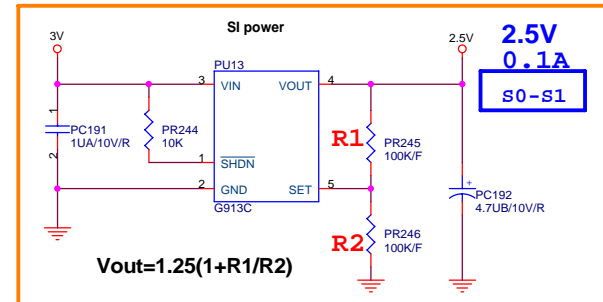 SI power
3V
2.5V
2.5V
0.1A
S0-S1
PU13
3 VIN VOUT 4
1
PC191
1UA/10V/R
2
PR244
10K
R1
PR245
100K/F
1 SHDN
2 GND SET 5
G913C
PC192
4.7UB/10V/R
+
R2
PR246
100K/F
Vout=1.25(1+R1/R2)